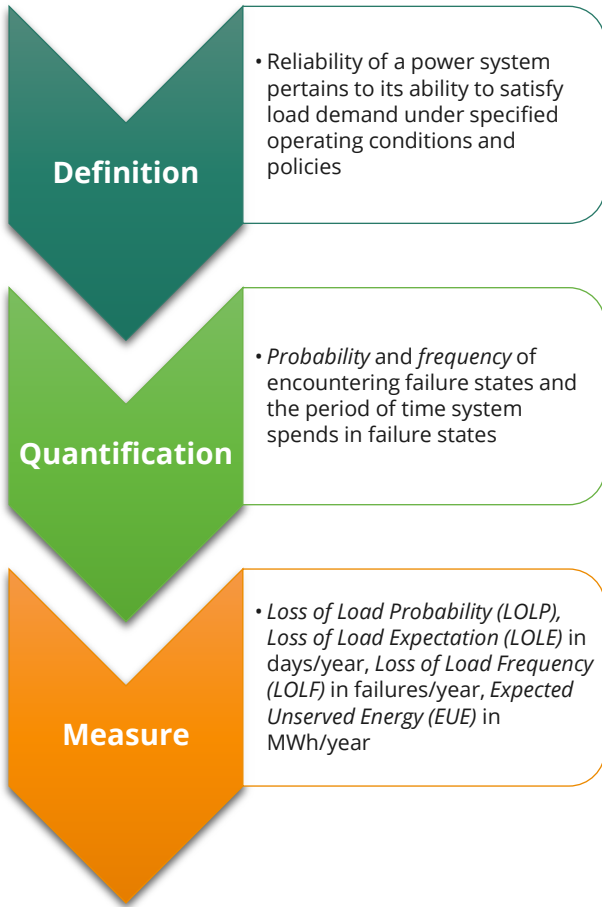 Definition
• Reliability of a power system
pertains to its ability to satisfy
load demand under specified
operating conditions and
policies
Quantification
• Probability and frequency of
encountering failure states and
the period of time system
spends in failure states
Measure
• Loss of Load Probability (LOLP),
Loss of Load Expectation (LOLE) in
days/year, Loss of Load Frequency
(LOLF) in failures/year, Expected
Unserved Energy (EUE) in
MWh/year